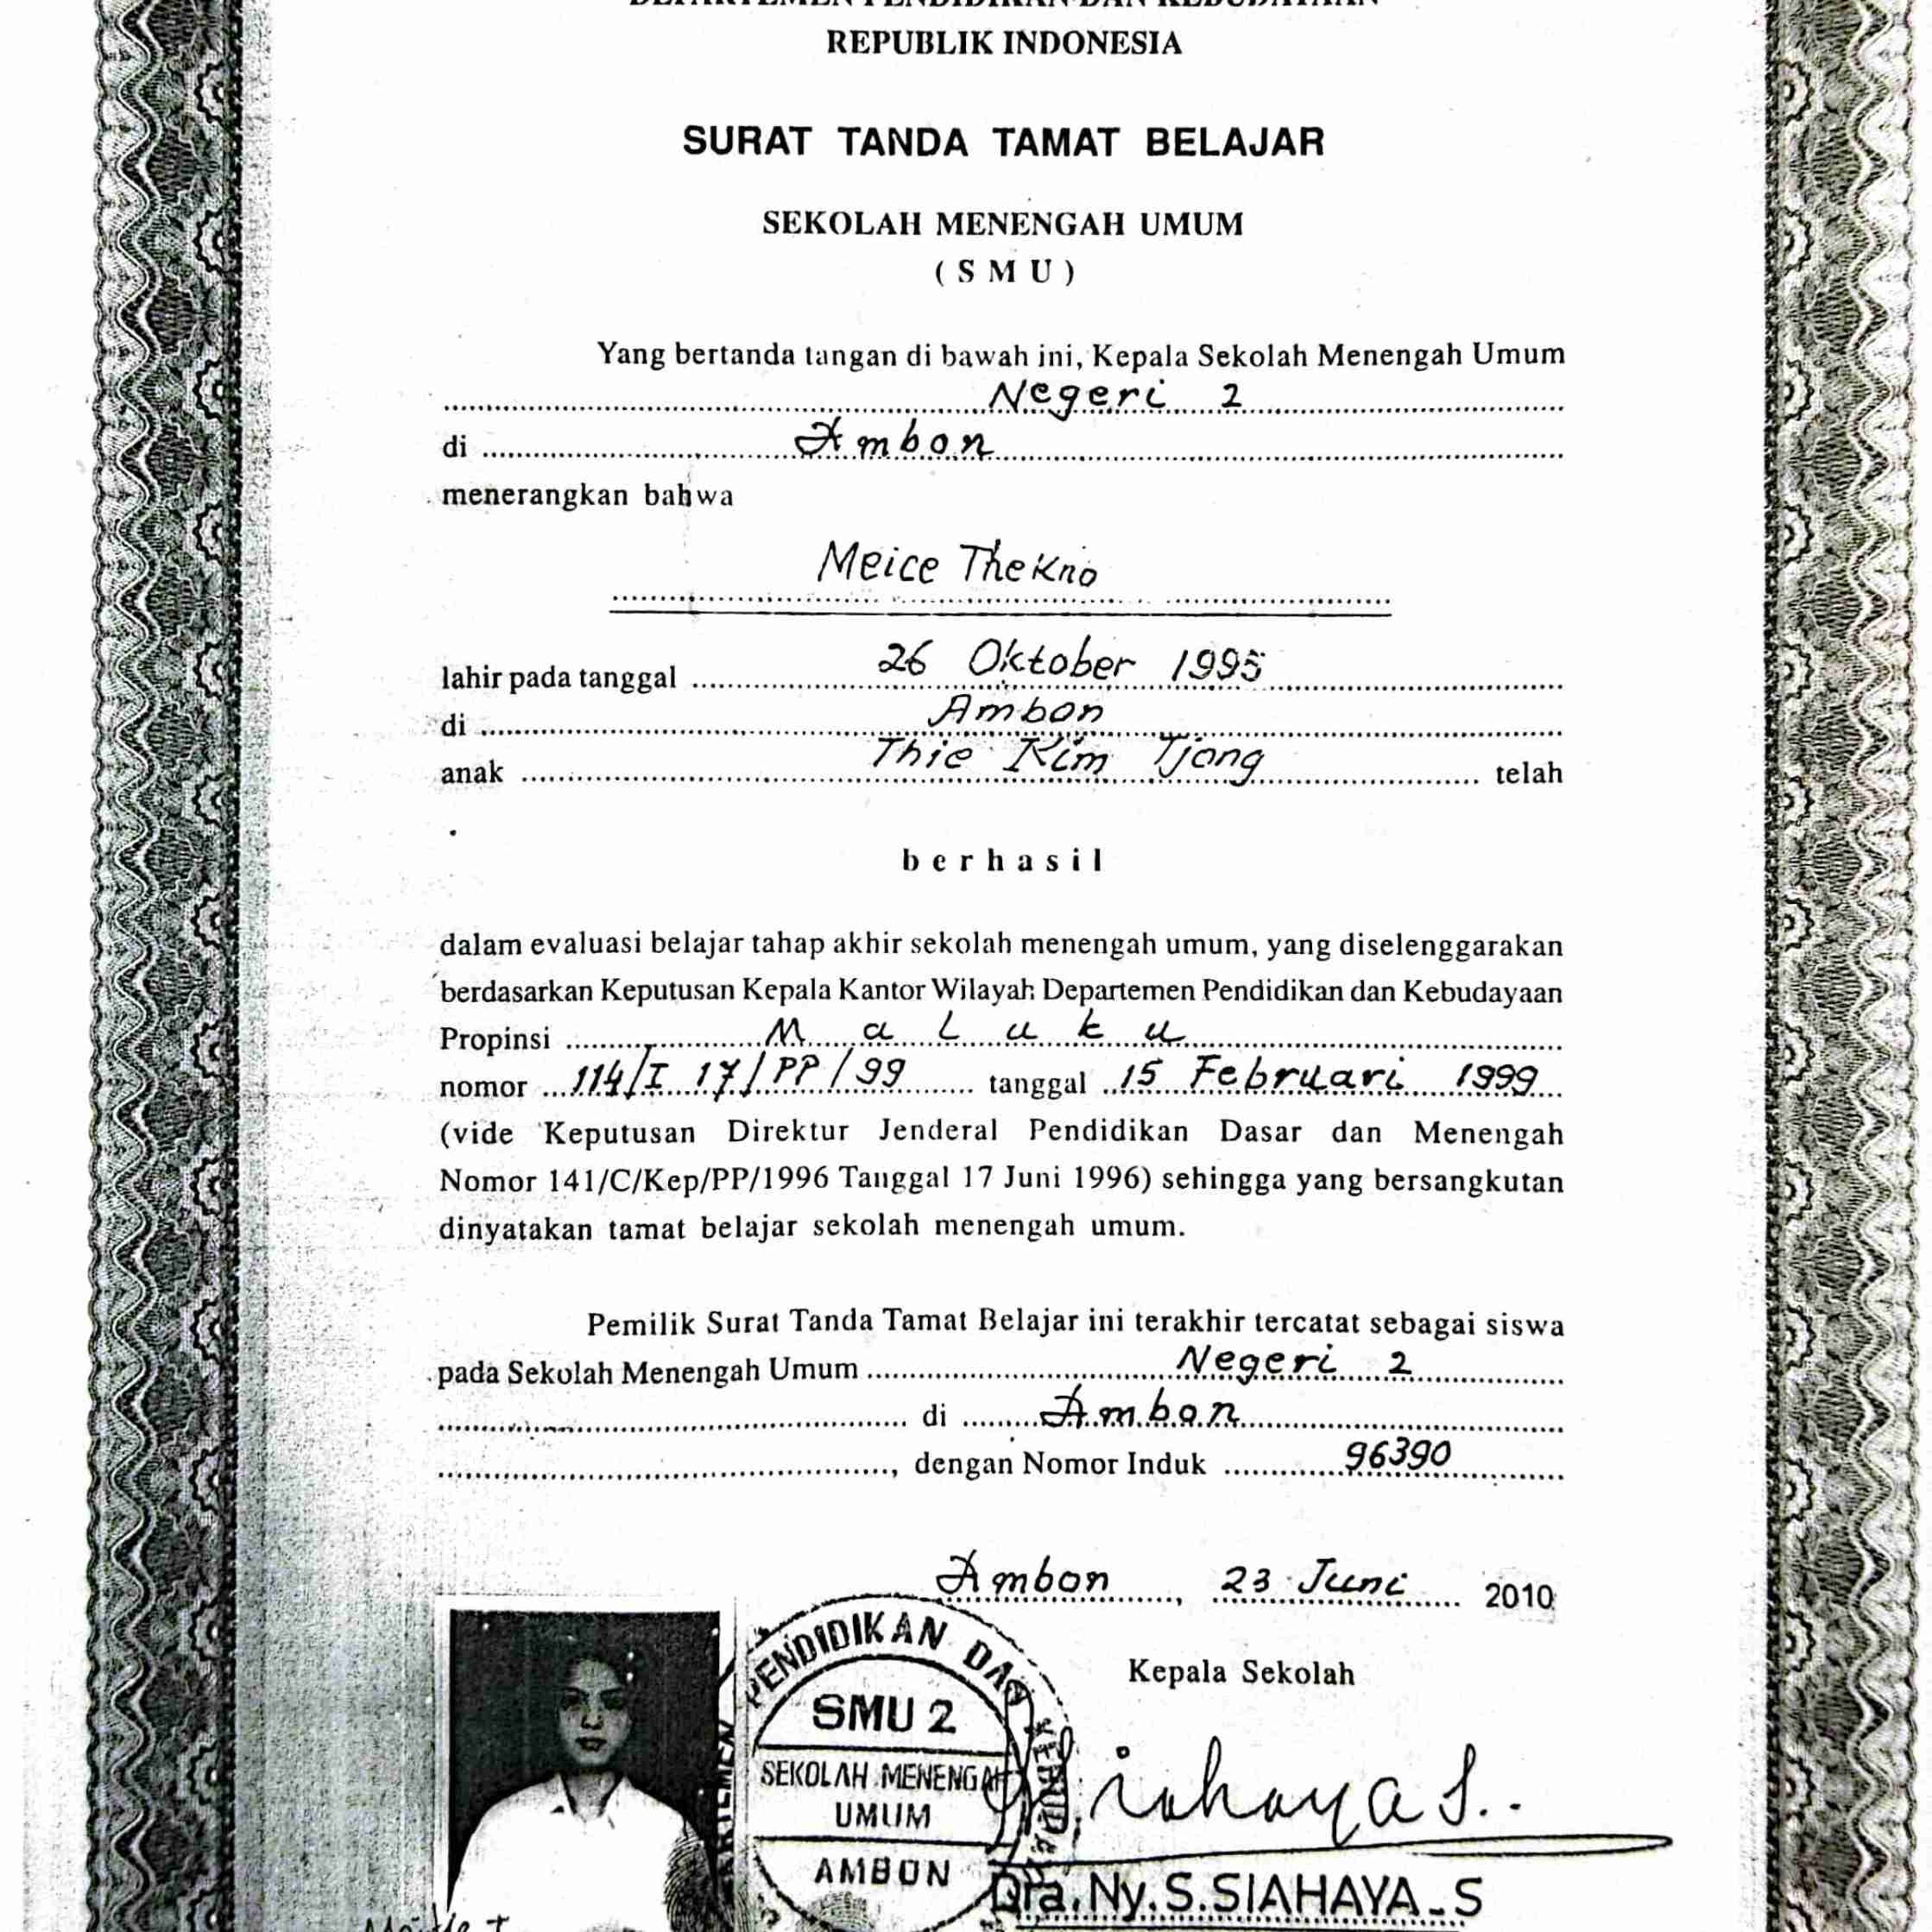 DEPARTEMEN PENDIDIKAN DAN KEBUDAYAAN
REPUBLIK INDONESIA
SURAT TANDA TAMAT BELAJAR
SEKOLAH MENENGAH UMUM
( S M U )
Yang bertanda tangan di bawah ini, Kepala Sekolah Menengah Umum
Negeri 2
di Ambon
menerangkan bahwa
Meice Thekno
lahir pada tanggal 26 Oktober 1995
di Ambon
anak Thie Kim Tjong telah
berhasil
dalam evaluasi belajar tahap akhir sekolah menengah umum, yang diselenggarakan
berdasarkan Keputusan Kepala Kantor Wilayah Departemen Pendidikan dan Kebudayaan
Propinsi Maluku
nomor 114/I 17/PP/99 tanggal 15 Februari 1999
(vide Keputusan Direktur Jenderal Pendidikan Dasar dan Menengah
Nomor 141/C/Kep/PP/1996 Tanggal 17 Juni 1996) sehingga yang bersangkutan
dinyatakan tamat belajar sekolah menengah umum.
Pemilik Surat Tanda Tamat Belajar ini terakhir tercatat sebagai siswa
pada Sekolah Menengah Umum Negeri 2
di Ambon
, dengan Nomor Induk 96390
Ambon, 23 Juni 2010
Kepala Sekolah
PENDIDIKAN DAN
SMU 2
SEKOLAH MENENGAH
UMUM
AMBON
Siahaya S..
Dra.Ny.S.SIAHAYA_S